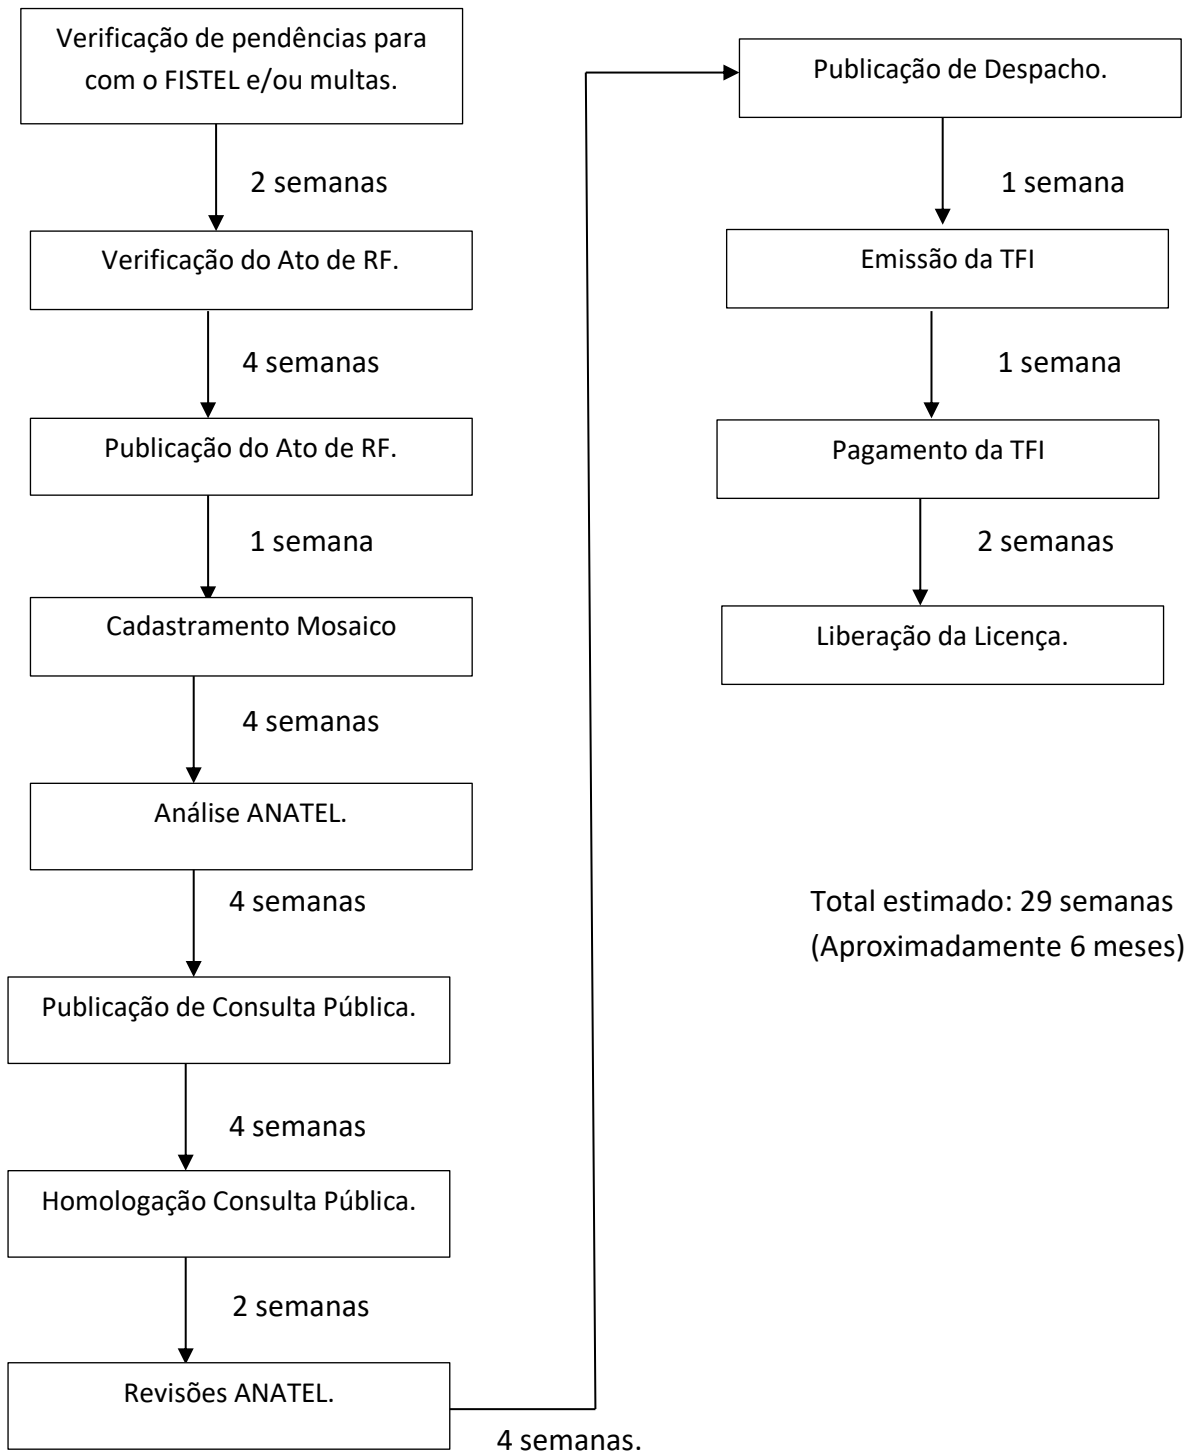 Verificação de pendências para
com o FISTEL e/ou multas.
2 semanas
Verificação do Ato de RF.
4 semanas
Publicação do Ato de RF.
1 semana
Cadastramento Mosaico
4 semanas
Análise ANATEL.
4 semanas
Publicação de Consulta Pública.
4 semanas
Homologação Consulta Pública.
2 semanas
Revisões ANATEL.
4 semanas.
Publicação de Despacho.
1 semana
Emissão da TFI
1 semana
Pagamento da TFI
2 semanas
Liberação da Licença.
Total estimado: 29 semanas
(Aproximadamente 6 meses)